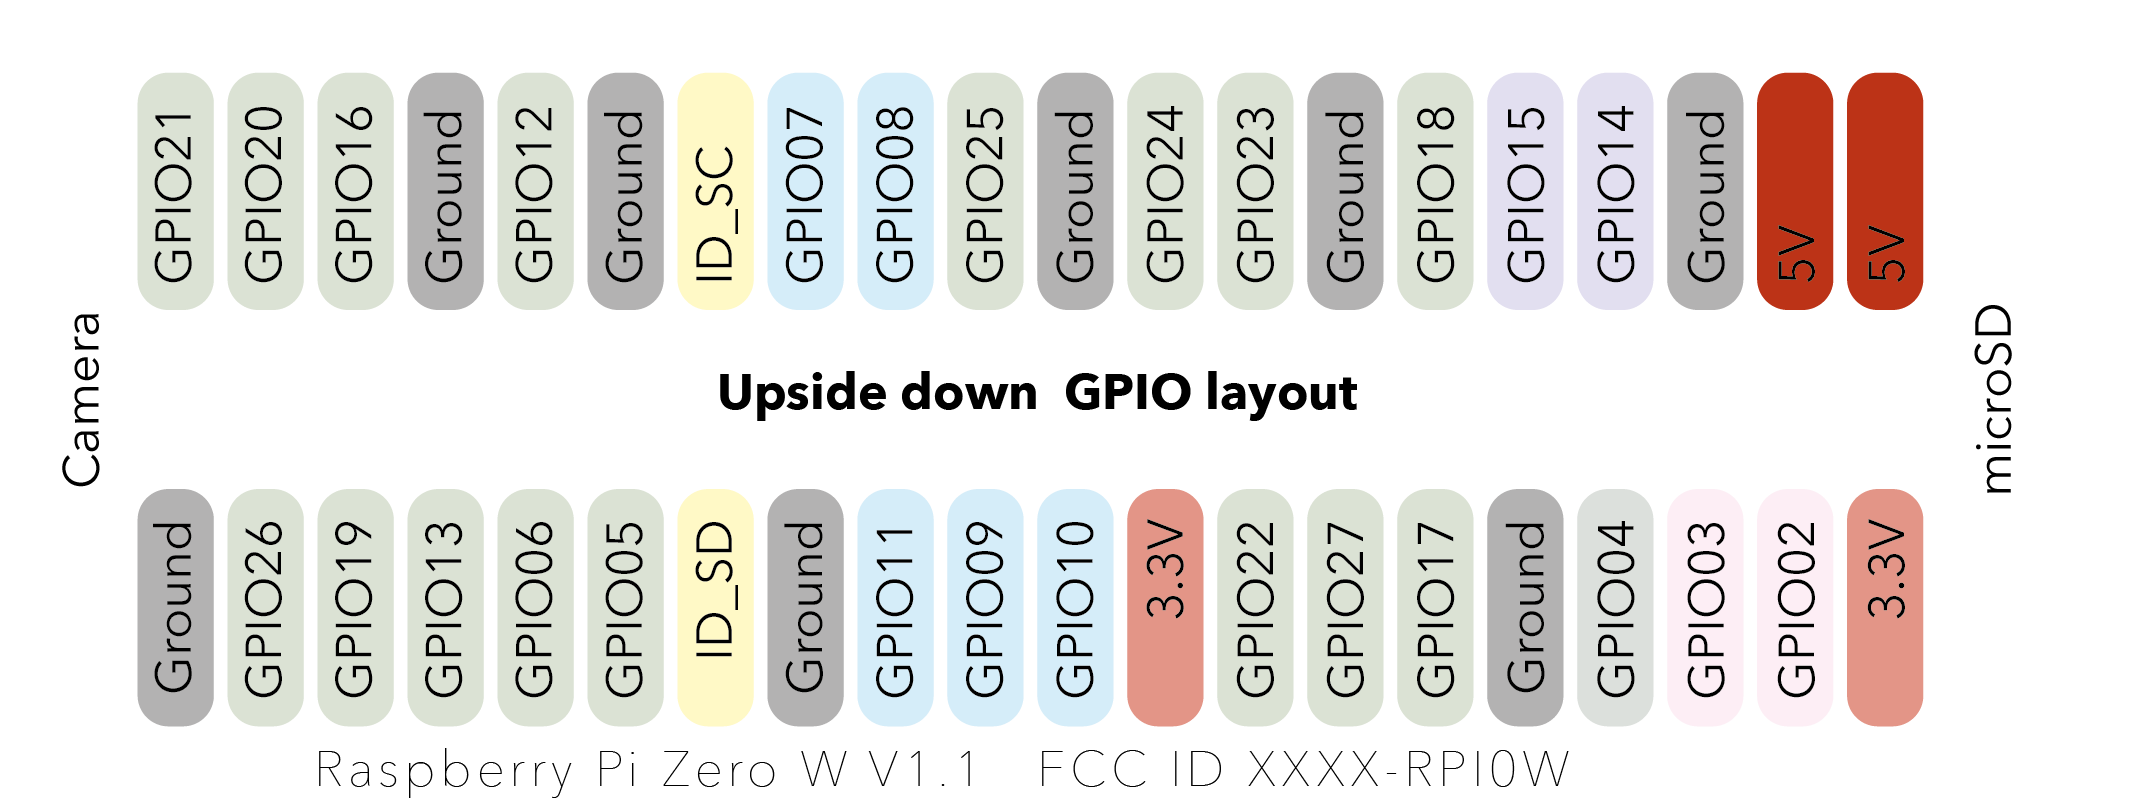 GPIO21 GPIO20 GPIO16 Ground GPIO12 Ground ID_SC GPIO07 GPIO08 GPIO25 Ground GPIO24 GPIO23 Ground GPIO18 GPIO15 GPIO14 Ground 5V 5V
Camera
Upside down GPIO layout
microSD
Ground GPIO26 GPIO19 GPIO13 GPIO06 GPIO05 ID_SD Ground GPIO11 GPIO09 GPIO10 3.3V GPIO22 GPIO27 GPIO17 Ground GPIO04 GPIO03 GPIO02 3.3V
Raspberry Pi Zero W V1.1 FCC ID XXXX-RPI0W